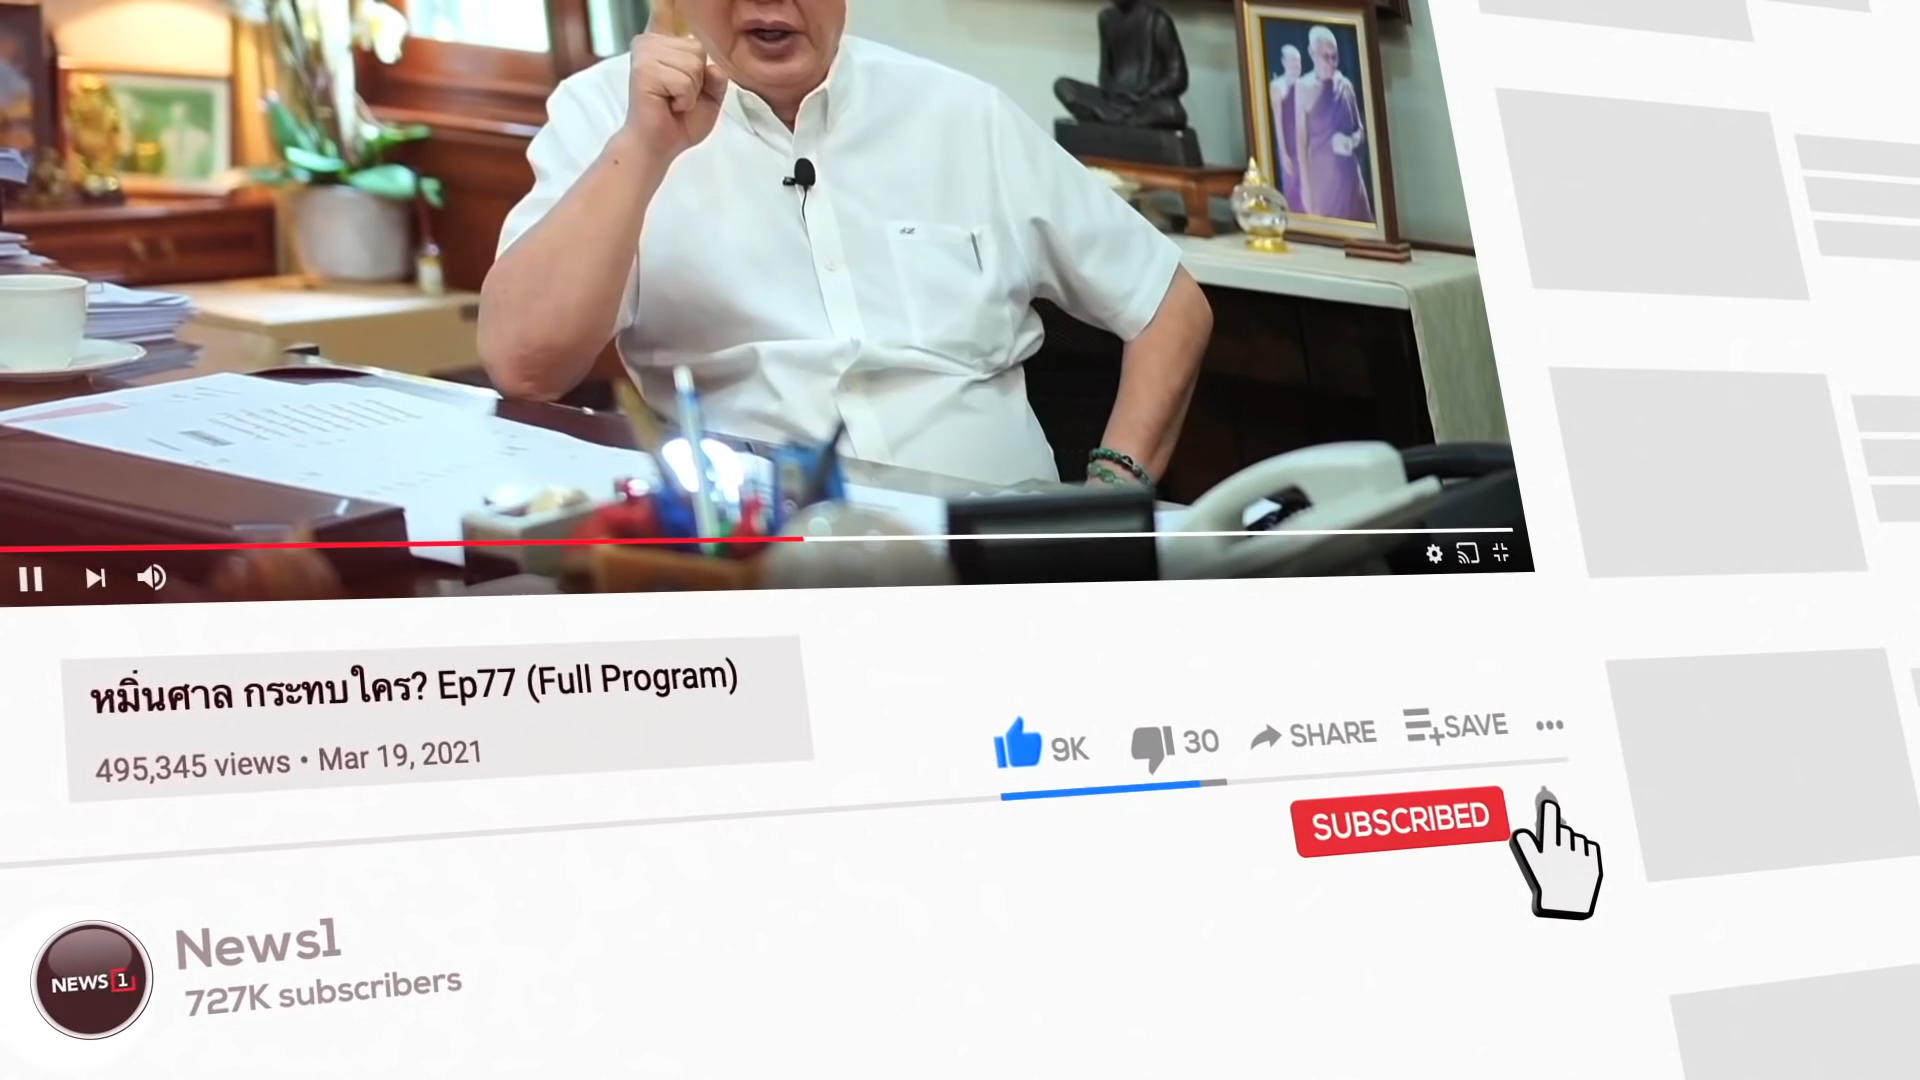 หมิ่นศาล กระทบใคร? Ep77 (Full Program)
495,345 views • Mar 19, 2021
9K
30
SHARE
SAVE
SUBSCRIBED
NEWS 1
News1
727K subscribers